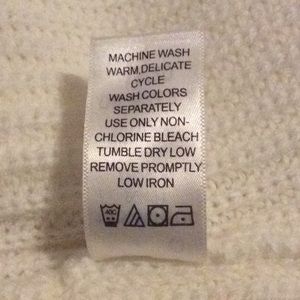 MACHINE WASH
WARM,DELICATE
CYCLE
WASH COLORS
SEPARATELY
USE ONLY NON-
CHLORINE BLEACH
TUMBLE DRY LOW
REMOVE PROMPTLY
LOW IRON